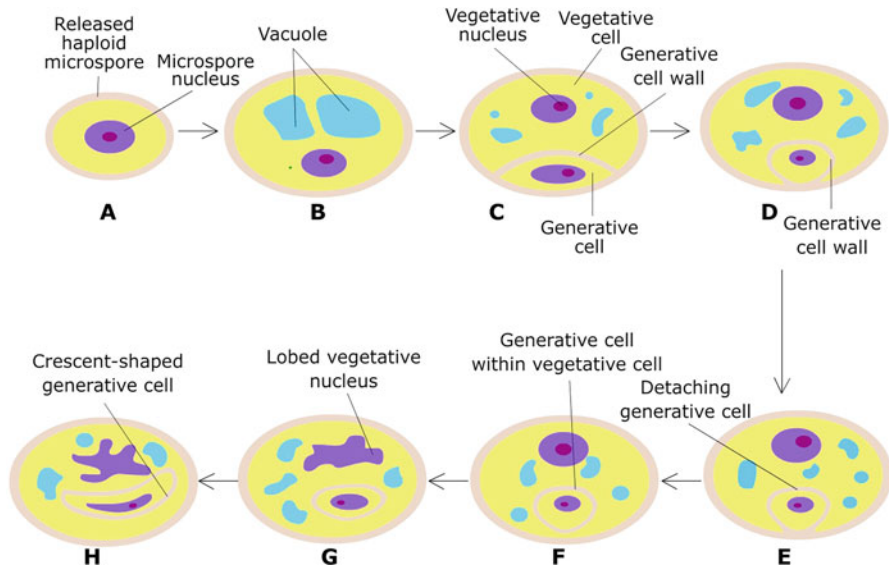 Released
haploid
microspore
Microspore
nucleus
A
Vacuole
B
Vegetative
nucleus
Vegetative
cell
Generative
cell wall
Generative
cell
C
D
Generative
cell wall
Crescent-shaped
generative cell
H
Lobed vegetative
nucleus
G
Generative cell
within vegetative cell
F
Detaching
generative cell
E